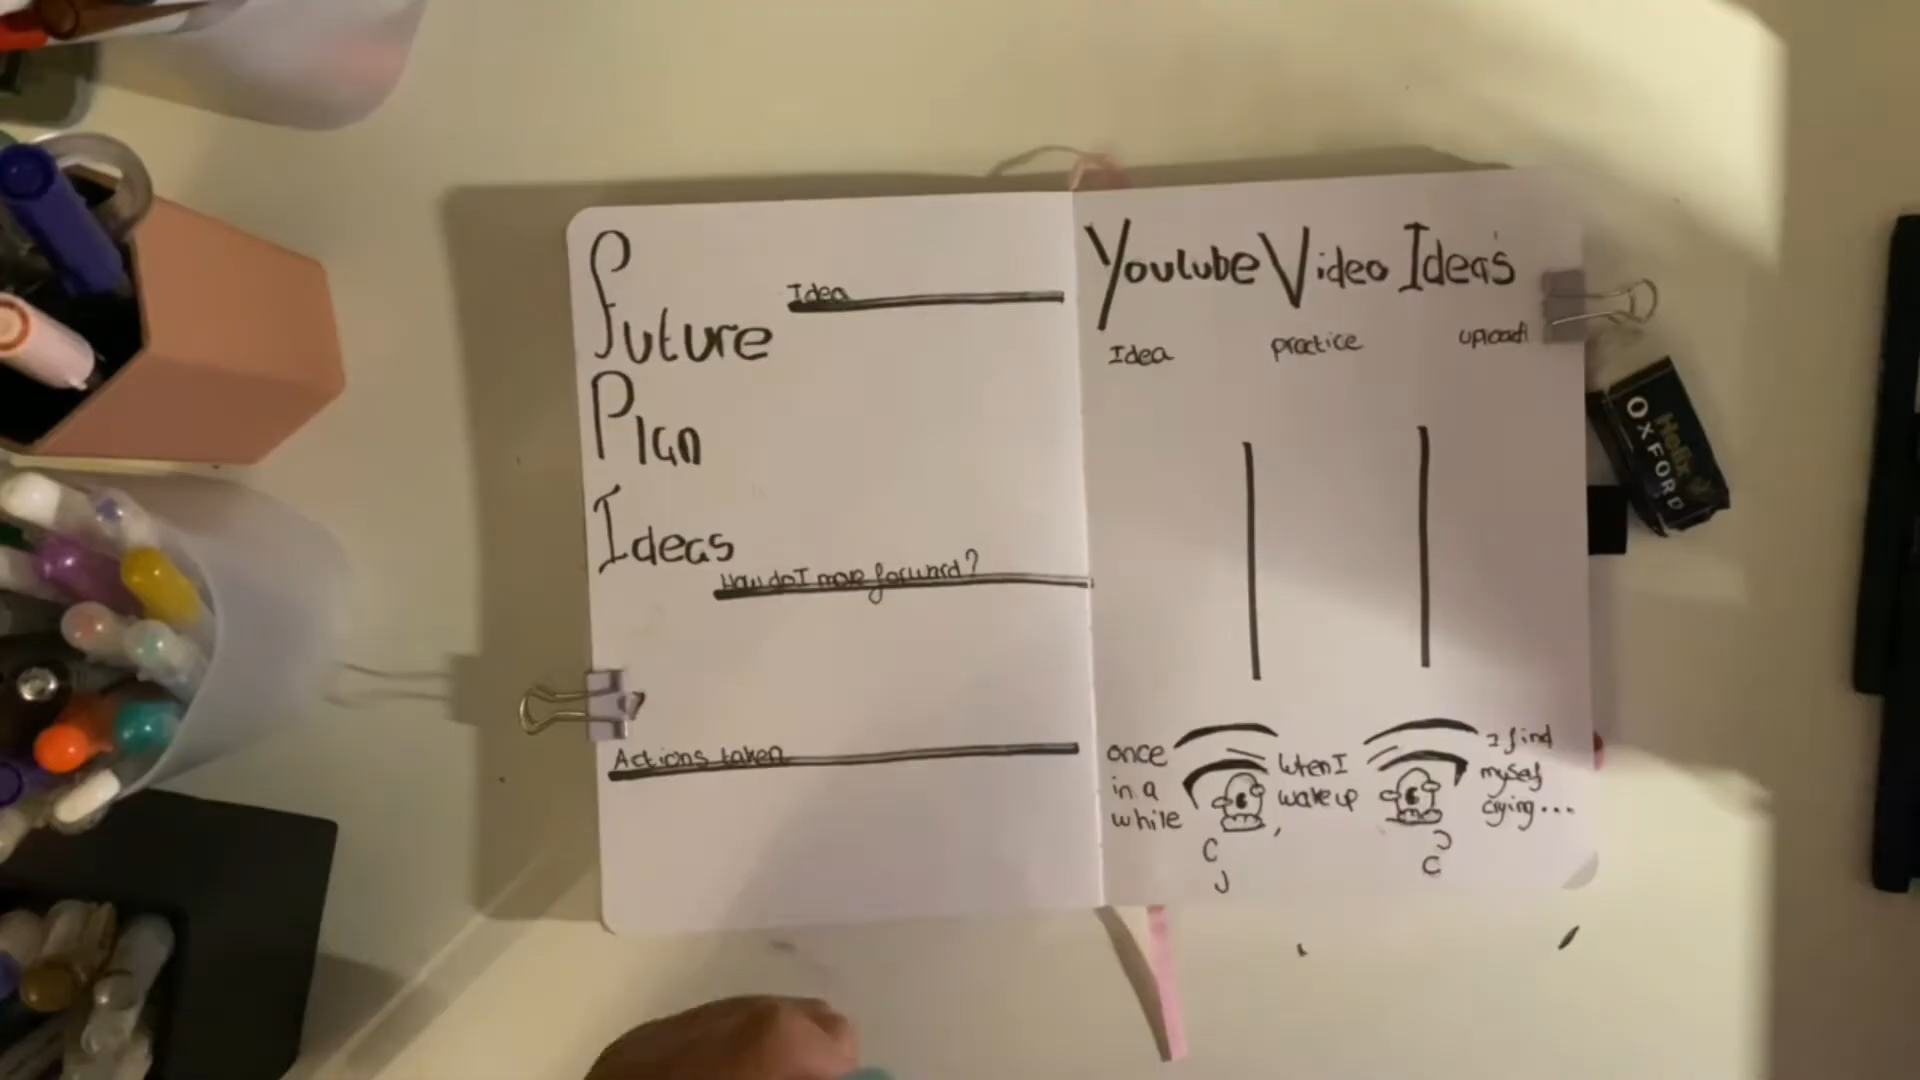 Future
Plan
Ideas
Idea
How do I move forward?
Actions taken
Youtube Video Ideas
Idea
practice
upload
once
in a
while
When I
wake up
I find
myself
crying...
Helix
OXFORD